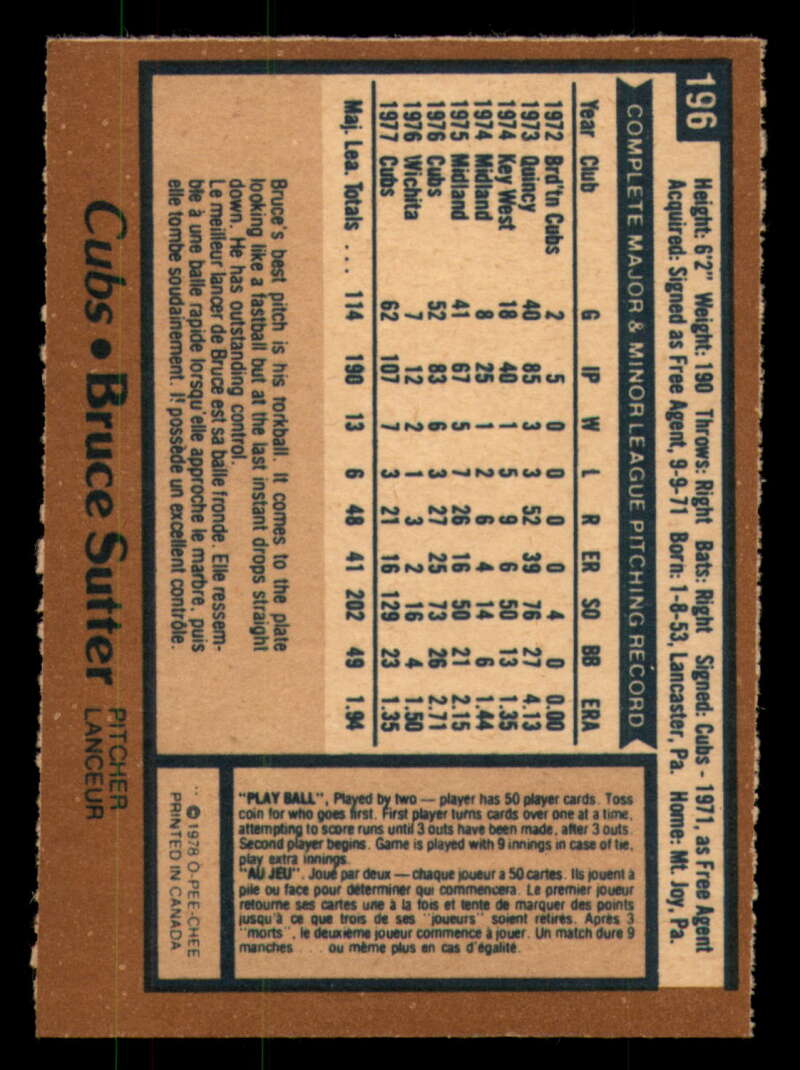 196
Height: 6'2" Weight: 190 Throws: Right Bats: Right Signed: Cubs - 1971, as Free Agent
Acquired: Signed as Free Agent, 9-9-71 Born: 1-8-53, Lancaster, Pa. Home: Mt. Joy, Pa.
COMPLETE MAJOR & MINOR LEAGUE PITCHING RECORD
Year Club G IP W L R ER SO BB ERA
1972 Brd'tn Cubs 2 5 0 0 0 0 4 0 0.00
1973 Quincy 40 85 3 3 52 39 76 27 4.13
1974 Key West 18 40 1 5 9 6 50 13 1.35
1974 Midland 8 25 1 2 6 4 14 6 1.44
1975 Midland 41 67 5 7 26 16 50 21 2.15
1976 Cubs 52 83 6 3 27 25 73 26 2.71
1976 Wichita 7 12 2 1 3 2 16 4 1.50
1977 Cubs 62 107 7 3 21 16 129 23 1.35
Maj. Lea. Totals ... 114 190 13 6 48 41 202 49 1.94
Bruce's best pitch is his forkball. It comes to the plate
looking like a fastball but at the last instant drops straight
down. He has outstanding control.
Le meilleur lancer de Bruce est sa balle fronde. Elle ressem-
ble à une balle rapide lorsqu'elle approche le marbre, puis
elle tombe soudainement. Il possède un excellent contrôle.
"PLAY BALL", Played by two — player has 50 player cards. Toss
coin for who goes first. First player turns cards over one at a time,
attempting to score runs until 3 outs have been made, after 3 outs.
Second player begins. Game is played with 9 innings in case of tie,
play extra innings.
"AU JEU". Joué par deux — chaque joueur a 50 cartes. Ils jouent à
pile ou face pour déterminer qui commencera. Le premier joueur
retourne ses cartes une à la fois et tente de marquer des points
jusqu'à ce que trois de ses "joueurs" soient retirés. Après 3
"morts", le deuxième joueur commence à jouer. Un match dure 9
manches ... ou même plus en cas d'égalité.
** © 1978 O-PEE-CHEE
PRINTED IN CANADA
Cubs • Bruce Sutter PITCHER
LANCEUR